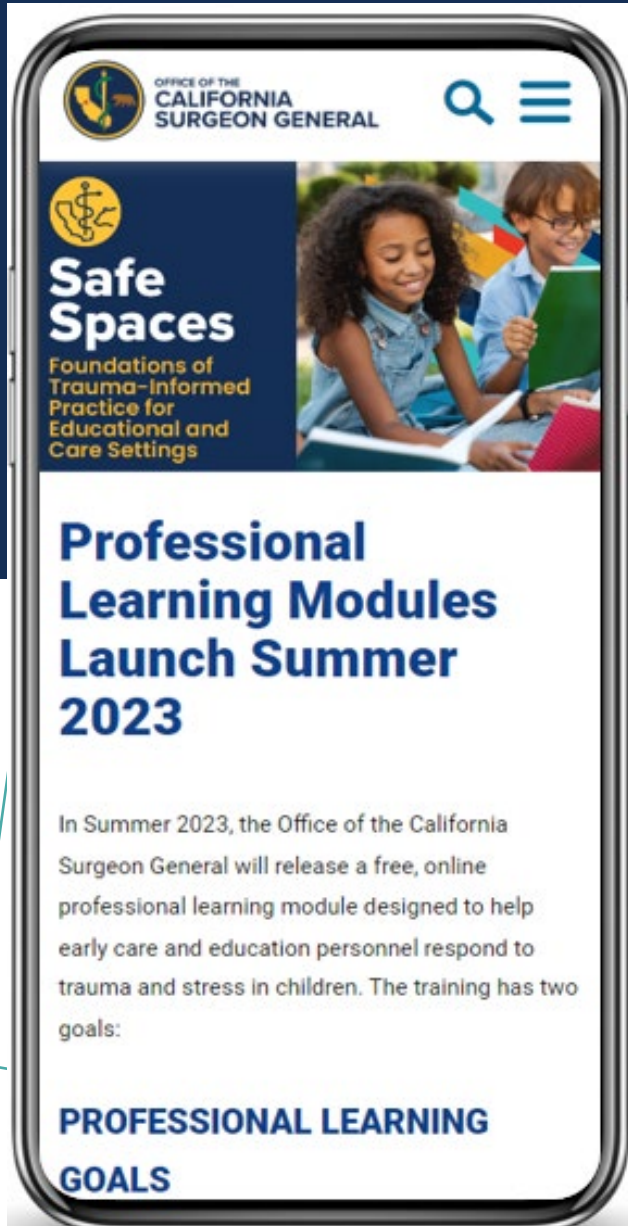 OFFICE OF THE
CALIFORNIA
SURGEON GENERAL
Safe
Spaces
Foundations of
Trauma-Informed
Practice for
Educational and
Care Settings
Professional
Learning Modules
Launch Summer
2023
In Summer 2023, the Office of the California
Surgeon General will release a free, online
professional learning module designed to help
early care and education personnel respond to
trauma and stress in children. The training has two
goals:
PROFESSIONAL LEARNING
GOALS